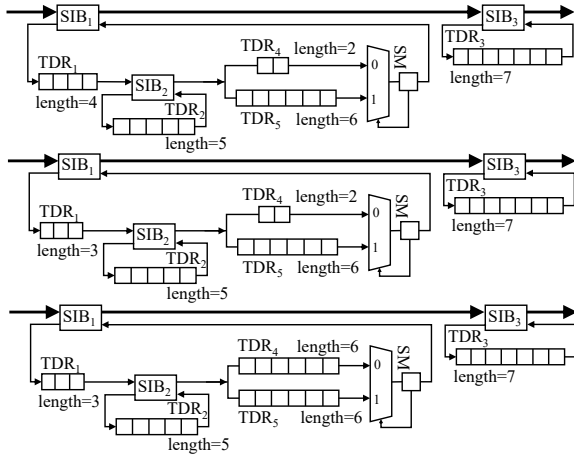 SIB₁
SIB₃
TDR₄ length=2
SM
TDR₁
TDR₃
0
SIB₂
length=7
length=4
TDR₂
1
TDR₅ length=6
length=5
SIB₁
SIB₃
TDR₄ length=2
SM
TDR₃
TDR₁
0
length=7
SIB₂
length=3
TDR₂
1
TDR₅ length=6
length=5
SIB₁
SIB₃
TDR₄ length=6
SM
TDR₃
TDR₁
0
length=7
SIB₂
length=3
TDR₂
1
TDR₅ length=6
length=5